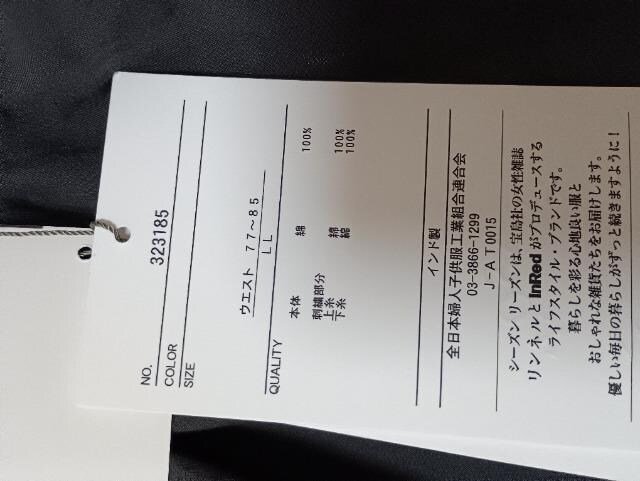 NO. 323185
COLOR
SIZE
ウエスト 77～85
LL
QUALITY
本体 綿 100%
刺繍部分
上糸 綿 100%
下糸 綿 100%
インド製
全日本婦人子供服工業組合連合会
03-3866-1299
J-AT0015
シーズン リーズンは、宝島社の女性雑誌
リンネルとInRedがプロデュースする
ライフスタイル・ブランドです。
暮らしを彩る心地良い服と
おしゃれな雑貨たちをお届けします。
優しい毎日の暮らしがずっと続きますように!